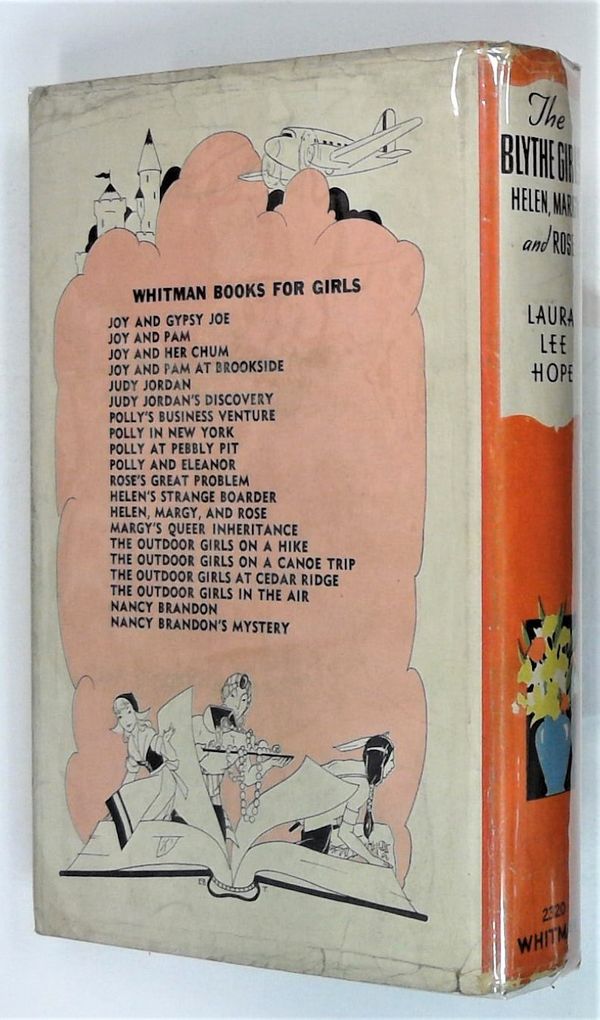 WHITMAN BOOKS FOR GIRLS
JOY AND GYPSY JOE
JOY AND PAM
JOY AND HER CHUM
JOY AND PAM AT BROOKSIDE
JUDY JORDAN
JUDY JORDAN'S DISCOVERY
POLLY'S BUSINESS VENTURE
POLLY IN NEW YORK
POLLY AT PEBBLY PIT
POLLY AND ELEANOR
ROSE'S GREAT PROBLEM
HELEN'S STRANGE BOARDER
HELEN, MARGY, AND ROSE
MARGY'S QUEER INHERITANCE
THE OUTDOOR GIRLS ON A HIKE
THE OUTDOOR GIRLS ON A CANOE TRIP
THE OUTDOOR GIRLS AT CEDAR RIDGE
THE OUTDOOR GIRLS IN THE AIR
NANCY BRANDON
NANCY BRANDON'S MYSTERY
The
BLYTHE
HELEN,
and
LAURA
LEE
HOPE
2320